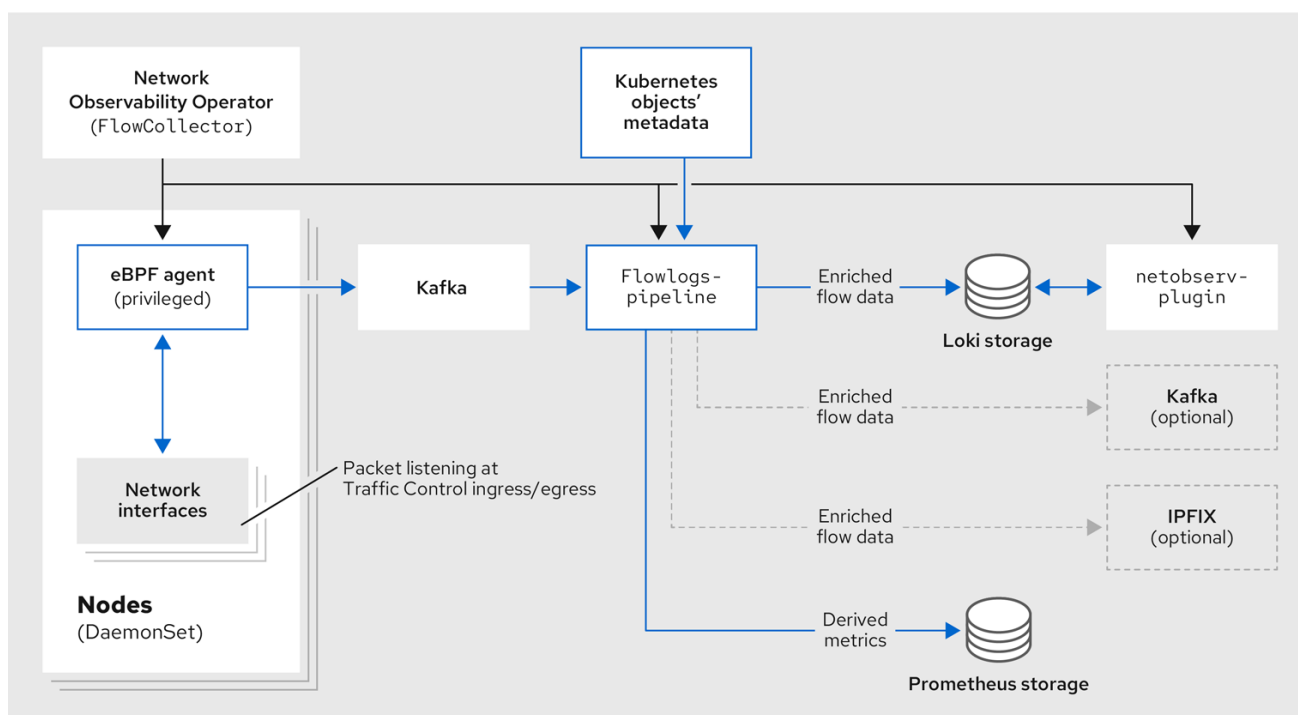 Network
Observability Operator
(FlowCollector)
Kubernetes
objects’
metadata
eBPF agent
(privileged)
Kafka
Flowlogs-
pipeline
Enriched
flow data
Loki storage
netobserv-
plugin
Enriched
flow data
Kafka
(optional)
Network
interfaces
Packet listening at
Traffic Control ingress/egress
Enriched
flow data
IPFIX
(optional)
Nodes
(DaemonSet)
Derived
metrics
Prometheus storage